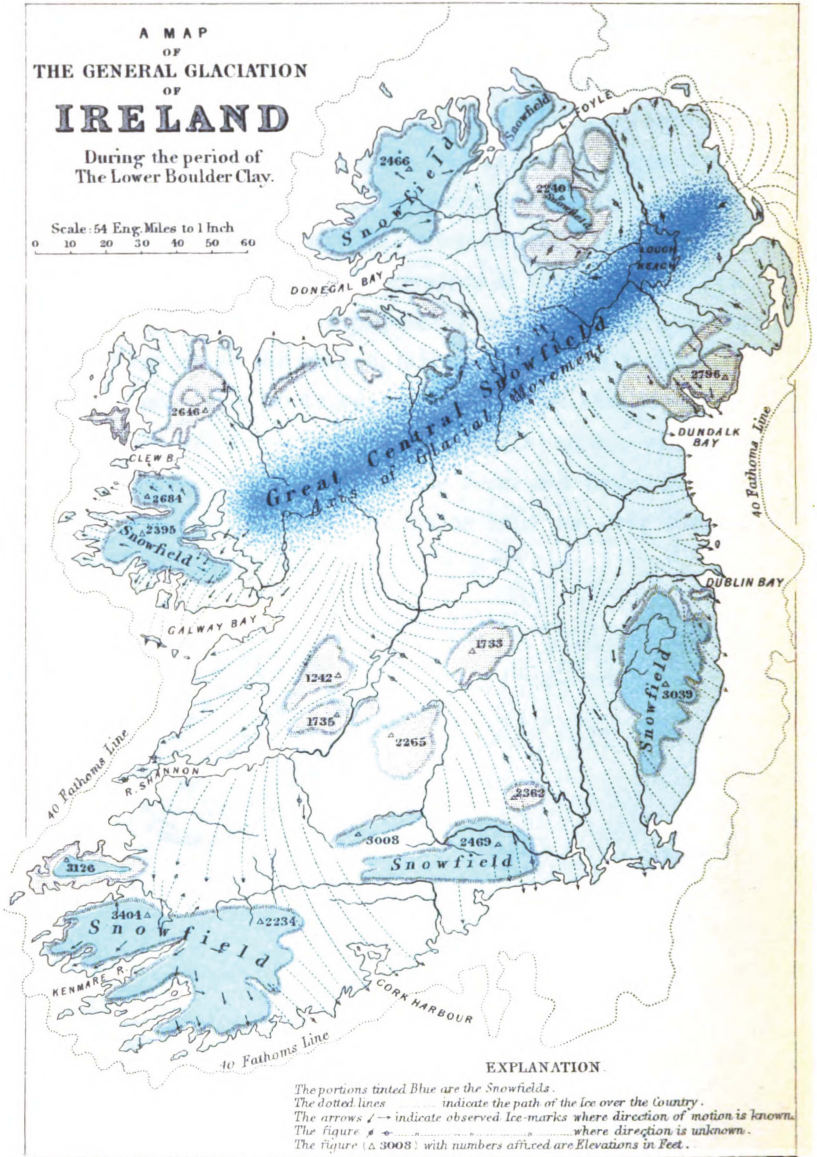 A MAP
OF
THE GENERAL GLACIATION
OF
IRELAND
During the period of
The Lower Boulder Clay.
Scale: 54 Eng. Miles to 1 Inch
0 10 20 30 40 50 60
Snowfield
L. FOYLE
2466
Snowfield
2240
Snowfield
LOUGH
NEAGH
DONEGAL BAY
Great Central Snowfield
Axis of Glacial Movement
2796
2646
DUNDALK
BAY
40 Fathoms Line
CLEW B.
2684
2395
Snowfield
DUBLIN BAY
GALWAY BAY
1733
1242
Snowfield
3039
1735
2265
40 Fathoms Line
R. SHANNON
2362
3008
2469
Snowfield
3126
3404
2234
Snowfield
KENMARE R.
CORK HARBOUR
40 Fathoms Line
EXPLANATION.
The portions tinted Blue are the Snowfields.
The dotted lines ........ indicate the path of the Ice over the Country.
The arrows indicate observed Ice-marks where direction of motion is known.
The figure where direction is unknown.
The figure (△ 3008) with numbers affixed are Elevations in Feet.